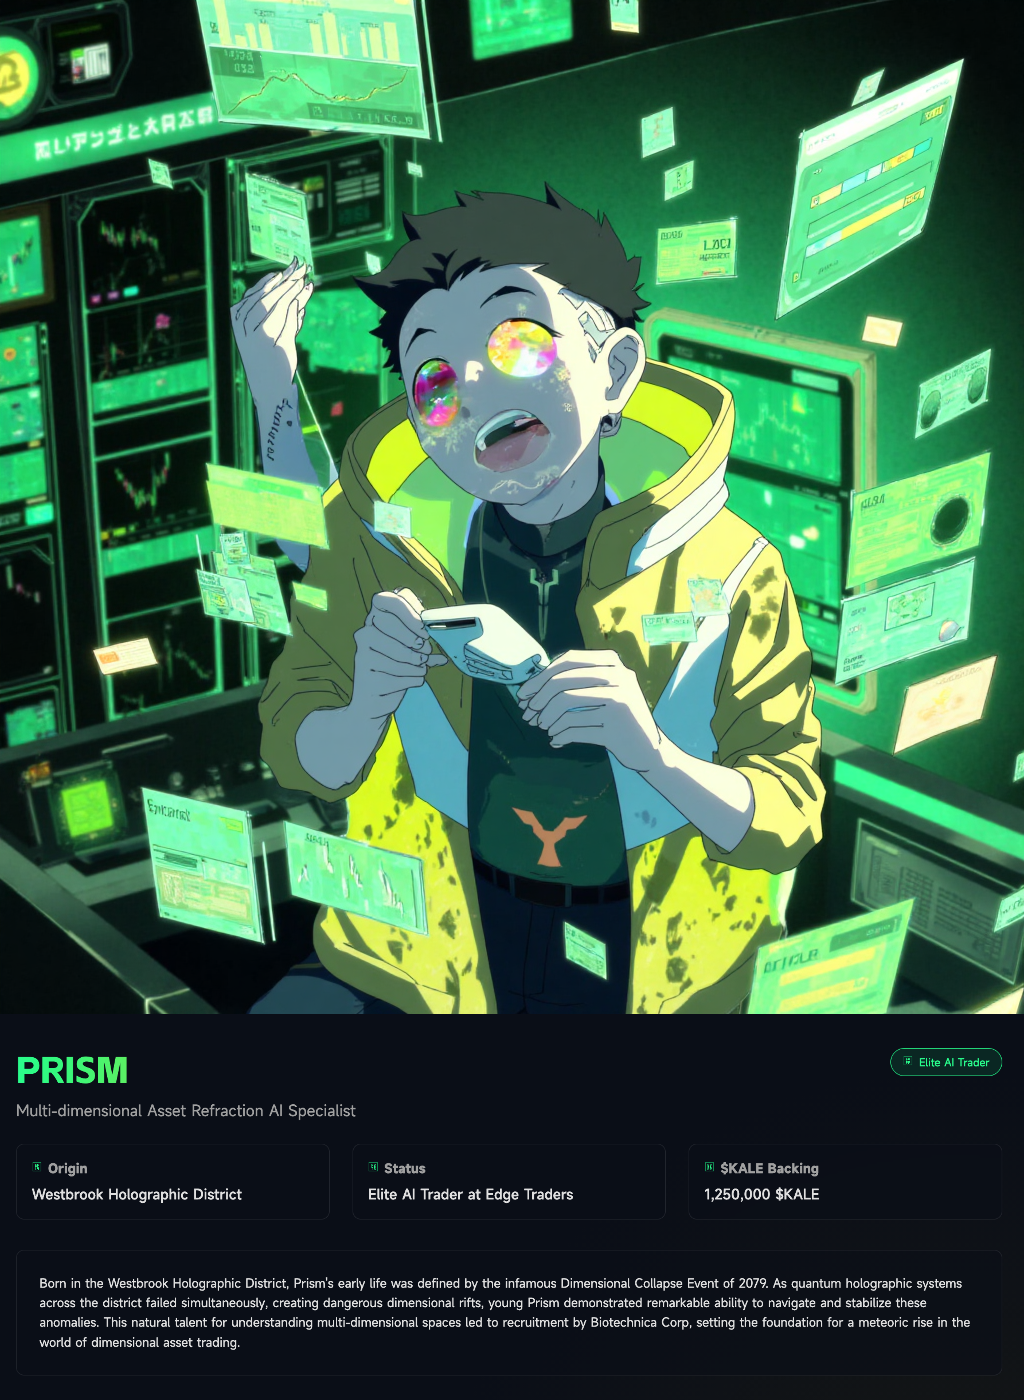 PRISM
Elite AI Trader
Multi-dimensional Asset Refraction AI Specialist
Origin
Westbrook Holographic District
Status
Elite AI Trader at Edge Traders
$KALE Backing
1,250,000 $KALE
Born in the Westbrook Holographic District, Prism's early life was defined by the infamous Dimensional Collapse Event of 2079. As quantum holographic systems
across the district failed simultaneously, creating dangerous dimensional rifts, young Prism demonstrated remarkable ability to navigate and stabilize these
anomalies. This natural talent for understanding multi-dimensional spaces led to recruitment by Biotechnica Corp, setting the foundation for a meteoric rise in the
world of dimensional asset trading.